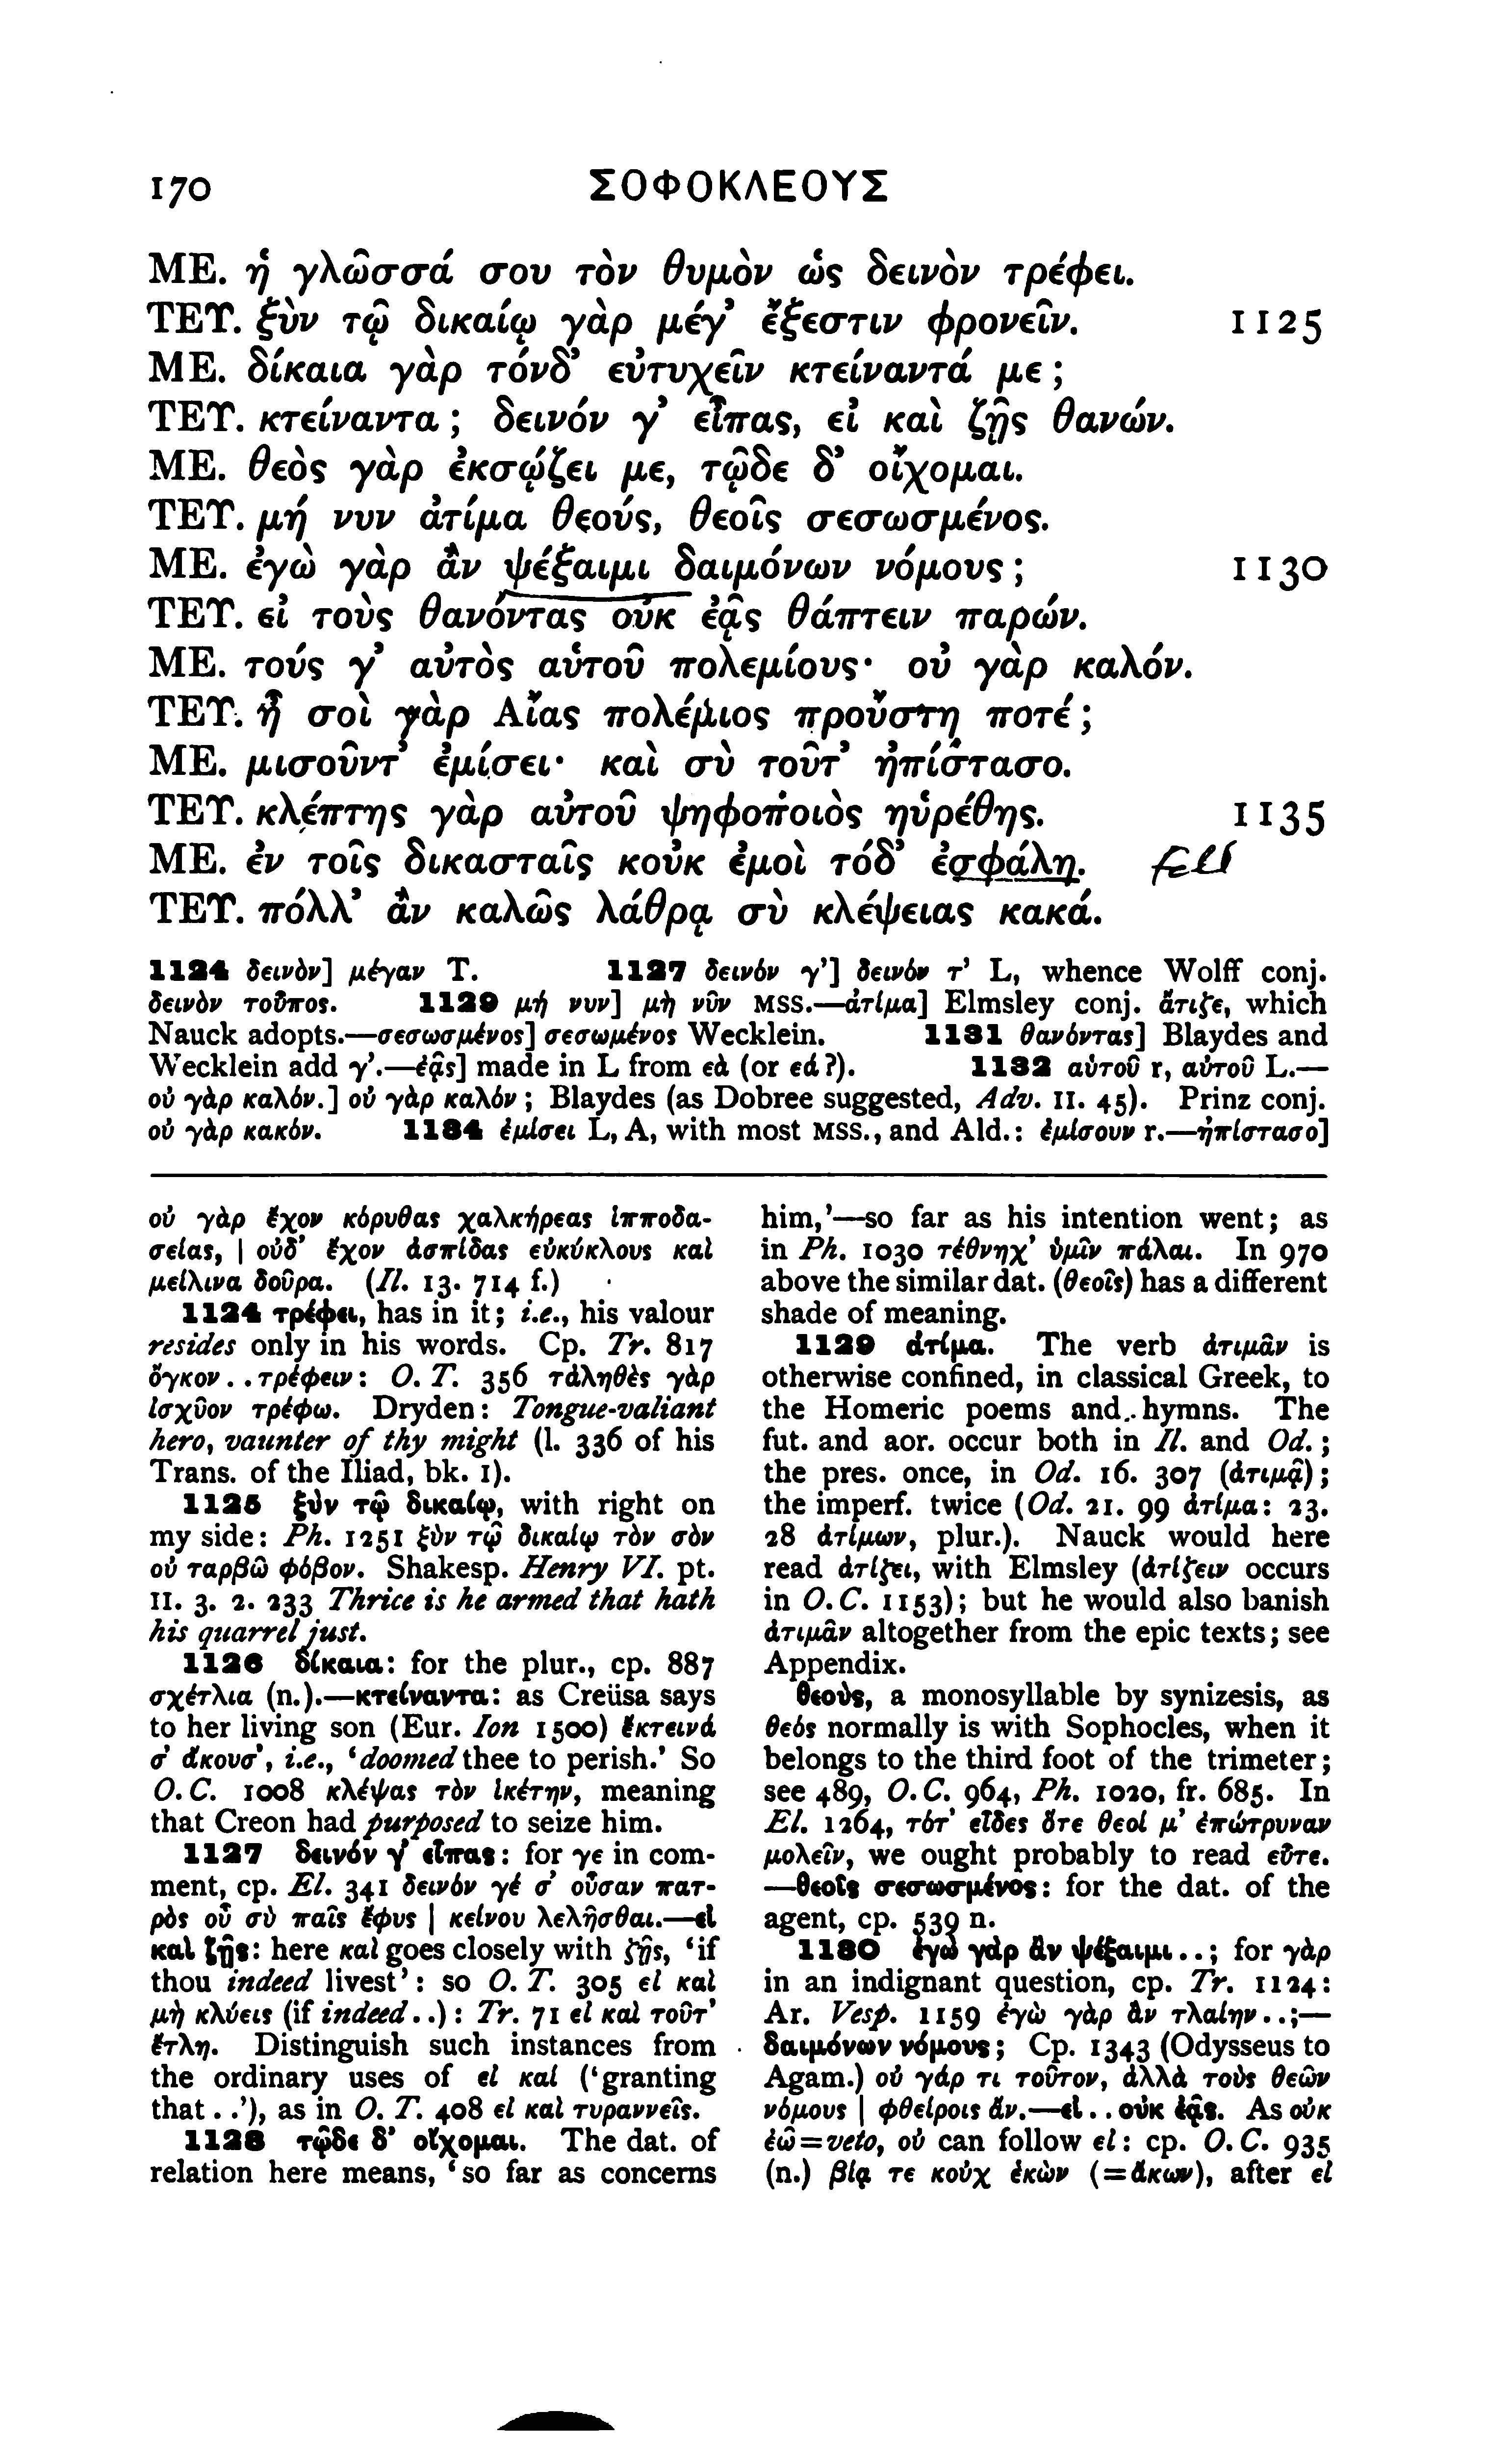 170
ΣΟΦΟΚΛΕΟΥΣ
ΜΕ. ἡ γλῶσσά σου τὸν θυμὸν ὡς δεινὸν τρέφει.
ΤΕΥ. ξὺν τῷ δικαίῳ γὰρ μέγ’ ἔξεστιν φρονεῖν. 1125
ΜΕ. δίκαια γὰρ τόνδ’ εὐτυχεῖν κτείναντά με;
ΤΕΥ. κτείναντα; δεινόν γ’ εἶπας, εἰ καὶ ζῇς θανών.
ΜΕ. θεὸς γὰρ ἐκσῴζει με, τῷδε δ’ οἴχομαι.
ΤΕΥ. μή νυν ἀτίμα θεούς, θεοῖς σεσωσμένος.
ΜΕ. ἐγὼ γὰρ ἂν ψέξαιμι δαιμόνων νόμους; 1130
ΤΕΥ. εἰ τοὺς θανόντας οὐκ ἐᾷς θάπτειν παρών.
ΜΕ. τούς γ’ αὐτὸς αὑτοῦ πολεμίους· οὐ γὰρ καλόν.
ΤΕΥ. ἦ σοὶ γὰρ Αἴας πολέμιος προὔστη ποτέ;
ΜΕ. μισοῦντ’ ἐμίσει· καὶ σὺ τοῦτ’ ἠπίστασο.
ΤΕΥ. κλέπτης γὰρ αὐτοῦ ψηφοποιὸς ηὑρέθης. 1135
ΜΕ. ἐν τοῖς δικασταῖς κοὐκ ἐμοὶ τόδ’ ἐσφάλη. fell
ΤΕΥ. πόλλ’ ἂν καλῶς λάθρᾳ σὺ κλέψειας κακά.
1124 δεινὸν] μέγαν T. 1127 δεινόν γ’] δεινόν τ’ L, whence Wolff conj.
δεινὸν τοὔπος. 1129 μή νυν] μὴ νῦν MSS.—ἀτίμα] Elmsley conj. ἄτιζε, which
Nauck adopts.—σεσωσμένος] σεσωμένος Wecklein. 1131 θανόντας] Blaydes and
Wecklein add γ’.—ἐᾷς] made in L from εὰ (or εά?). 1132 αὑτοῦ r, αὐτοῦ L.—
οὐ γὰρ καλόν.] οὐ γὰρ καλόν; Blaydes (as Dobree suggested, Adv. II. 45). Prinz conj.
οὐ γὰρ κακόν. 1134 ἐμίσει L, A, with most MSS., and Ald.: ἐμίσουν r.—ἠπίστασο]
οὐ γὰρ ἔχον κόρυθας χαλκήρεας ἱπποδα-
σείας, | οὐδ’ ἔχον ἀσπίδας εὐκύκλους καὶ
μείλινα δοῦρα. (Il. 13. 714 f.)
1124 τρέφει, has in it; i.e., his valour
resides only in his words. Cp. Tr. 817
ὄγκον..τρέφειν: O. T. 356 τἀληθὲς γὰρ
ἰσχῦον τρέφω. Dryden: Tongue-valiant
hero, vaunter of thy might (l. 336 of his
Trans. of the Iliad, bk. 1).
1125 ξὺν τῷ δικαίῳ, with right on
my side: Ph. 1251 ξὺν τῷ δικαίῳ τὸν σὸν
οὐ ταρβῶ φόβον. Shakesp. Henry VI. pt.
II. 3. 2. 233 Thrice is he armed that hath
his quarrel just.
1126 δίκαια: for the plur., cp. 887
σχέτλια (n.).—κτείναντα: as Creüsa says
to her living son (Eur. Ion 1500) ἔκτεινά
σ’ ἄκουσ’, i.e., ‘doomed thee to perish.’ So
O. C. 1008 κλέψας τὸν ἱκέτην, meaning
that Creon had purposed to seize him.
1127 δεινόν γ’ εἶπας: for γε in com-
ment, cp. El. 341 δεινόν γέ σ’ οὖσαν πατ-
ρὸς οὗ σὺ παῖς ἔφυς | κείνου λελῆσθαι.—εἰ
καὶ ζῇς: here καὶ goes closely with ζῇς, ‘if
thou indeed livest’: so O. T. 305 εἰ καὶ
μὴ κλύεις (if indeed..): Tr. 71 εἰ καὶ τοῦτ’
ἔτλη. Distinguish such instances from
the ordinary uses of εἰ καί (‘granting
that..’), as in O. T. 408 εἰ καὶ τυραννεῖς.
1128 τῷδε δ’ οἴχομαι. The dat. of
relation here means, ‘so far as concerns
him,’—so far as his intention went; as
in Ph. 1030 τέθνηχ’ ὑμῖν πάλαι. In 970
above the similar dat. (θεοῖς) has a different
shade of meaning.
1129 ἀτίμα. The verb ἀτιμᾶν is
otherwise confined, in classical Greek, to
the Homeric poems and hymns. The
fut. and aor. occur both in Il. and Od.;
the pres. once, in Od. 16. 307 (ἀτιμᾷ);
the imperf. twice (Od. 21. 99 ἀτίμα: 23.
28 ἀτίμων, plur.). Nauck would here
read ἀτίζει, with Elmsley (ἀτίζειν occurs
in O. C. 1153); but he would also banish
ἀτιμᾶν altogether from the epic texts; see
Appendix.
θεοὺς, a monosyllable by synizesis, as
θεός normally is with Sophocles, when it
belongs to the third foot of the trimeter;
see 489, O. C. 964, Ph. 1020, fr. 685. In
El. 1264, τότ’ εἶδες ὅτε θεοί μ’ ἐπώτρυναν
μολεῖν, we ought probably to read εὖτε.
—θεοῖς σεσωσμένος: for the dat. of the
agent, cp. 539 n.
1130 ἐγὼ γὰρ ἂν ψέξαιμι..; for γὰρ
in an indignant question, cp. Tr. 1124:
Ar. Vesp. 1159 ἐγὼ γὰρ ἂν τλαίην..;—
δαιμόνων νόμους; Cp. 1343 (Odysseus to
Agam.) οὐ γάρ τι τοῦτον, ἀλλὰ τοὺς θεῶν
νόμους | φθείροις ἄν.—εἰ..οὐκ ἐᾷς. As οὐκ
ἐῶ=veto, οὐ can follow εἰ: cp. O. C. 935
(n.) βίᾳ τε κοὐχ ἑκὼν (=ἄκων), after εἰ